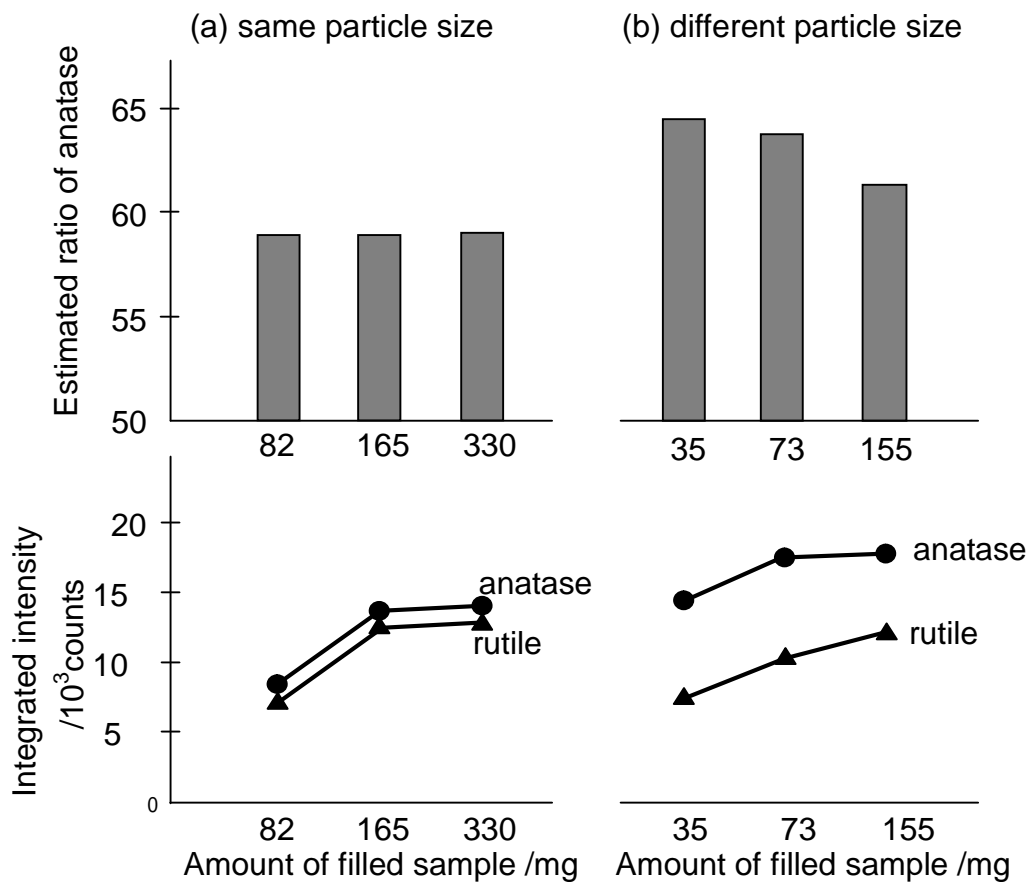 (a) same particle size
(b) different particle size
Estimated ratio of anatase
65
60
55
50
82 165 330
35 73 155
Integrated intensity
/10³counts
20
15
10
5
0
anatase
rutile
anatase
rutile
82 165 330
35 73 155
Amount of filled sample /mg
Amount of filled sample /mg